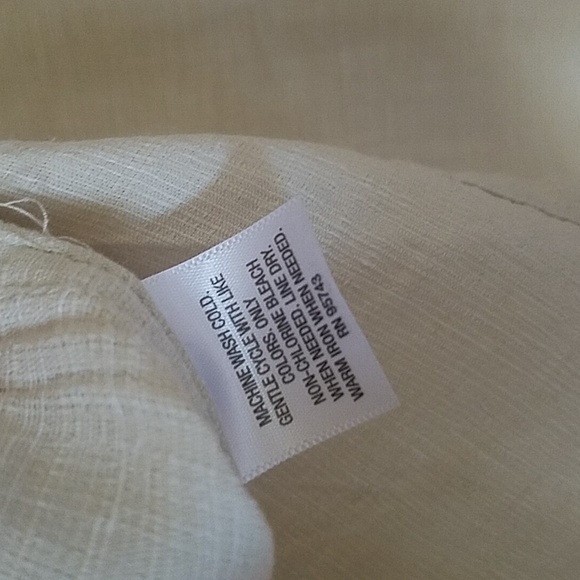 MACHINE WASH COLD.
GENTLE CYCLE WITH LIKE
COLORS. ONLY
NON-CHLORINE BLEACH
WHEN NEEDED. LINE DRY.
WARM IRON WHEN NEEDED.
RN 95743